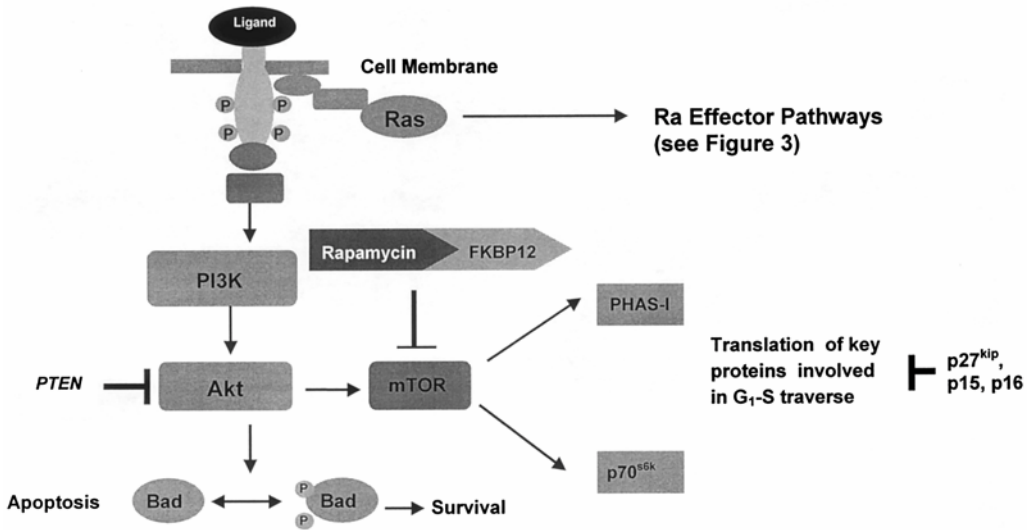 Ligand
Cell Membrane
P
P
P
P
Ras
Ra Effector Pathways
(see Figure 3)
Rapamycin
FKBP12
PI3K
PHAS-I
PTEN
Akt
mTOR
Translation of key
proteins involved
in G₁-S traverse
p27ᵏⁱᵖ,
p15, p16
p70ˢ⁶ᵏ
Apoptosis
Bad
P
Bad
P
Survival